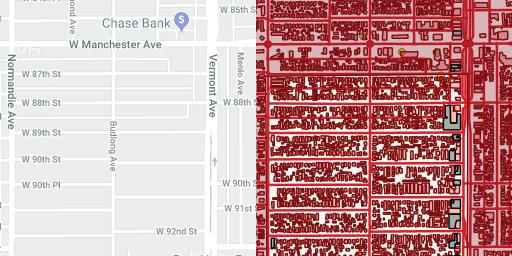 W 85th St
Chase Bank $
W Manchester Ave
W 87th St
W 88th St
W 88th
W 89th St
W 90th St
W 90th Pl
W 90th
W 91st
W 92nd St
Normandie Ave
Budlong Ave
Vermont Ave
Menlo Ave